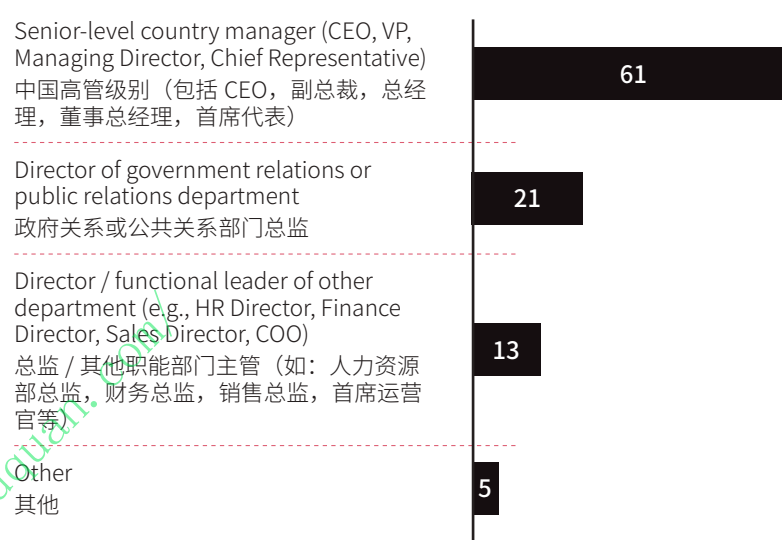 Senior-level country manager (CEO, VP,
Managing Director, Chief Representative)
中国高管级别（包括 CEO，副总裁，总经
理，董事总经理，首席代表）
61
Director of government relations or
public relations department
政府关系或公共关系部门总监
21
Director / functional leader of other
department (e.g., HR Director, Finance
Director, Sales Director, COO)
总监 / 其他职能部门主管（如：人力资源
部总监，财务总监，销售总监，首席运营
官等）
13
Other
其他
5